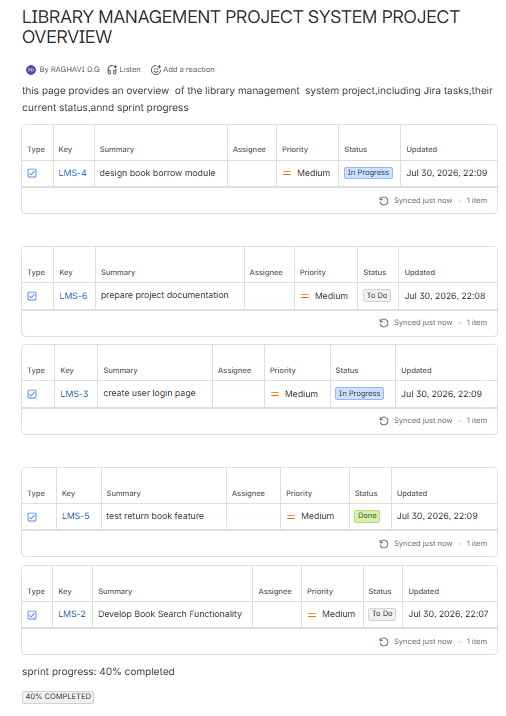 LIBRARY MANAGEMENT PROJECT SYSTEM PROJECT
OVERVIEW
By RAGHAVI D.G Listen Add a reaction
this page provides an overview of the library management system project,including Jira tasks,their
current status,annd sprint progress
Type Key Summary Assignee Priority Status Updated
LMS-4 design book borrow module Medium In Progress Jul 30, 2026, 22:09
Synced just now · 1 item
Type Key Summary Assignee Priority Status Updated
LMS-6 prepare project documentation Medium To Do Jul 30, 2026, 22:08
Synced just now · 1 item
Type Key Summary Assignee Priority Status Updated
LMS-3 create user login page Medium In Progress Jul 30, 2026, 22:09
Synced just now · 1 item
Type Key Summary Assignee Priority Status Updated
LMS-5 test return book feature Medium Done Jul 30, 2026, 22:09
Synced just now · 1 item
Type Key Summary Assignee Priority Status Updated
LMS-2 Develop Book Search Functionality Medium To Do Jul 30, 2026, 22:07
Synced just now · 1 item
sprint progress: 40% completed
40% COMPLETED